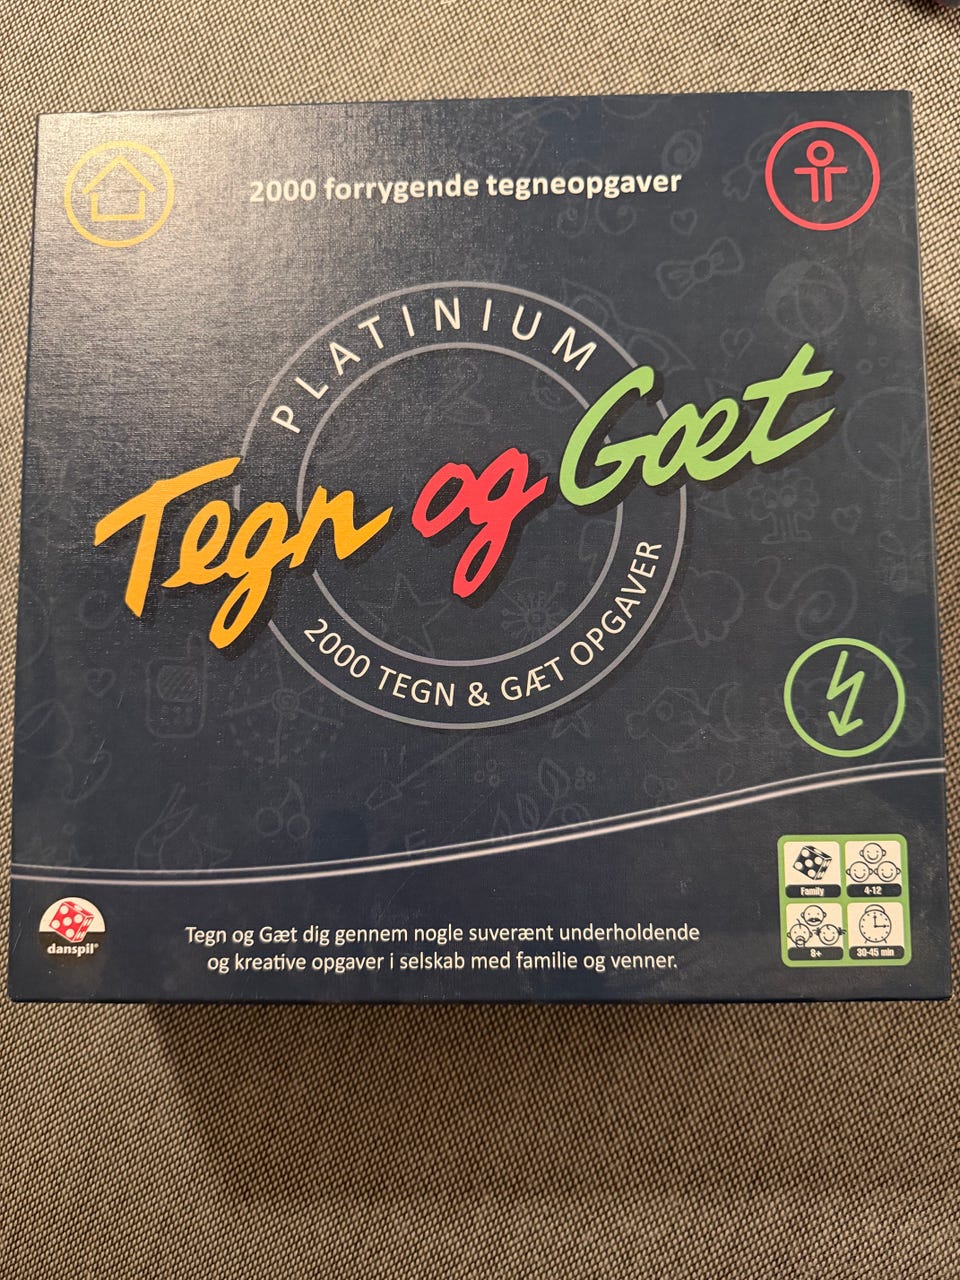 2000 forrygende tegneopgaver
PLATINIUM
Tegn og Gæt
2000 TEGN & GÆT OPGAVER
danspil®
Tegn og Gæt dig gennem nogle suverænt underholdende
og kreative opgaver i selskab med familie og venner.
Family
4-12
8+
30-45 min